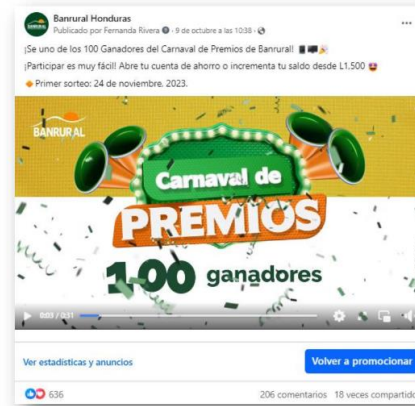 Banrural Honduras
Publicado por Fernanda Rivera · 9 de octubre a las 10:38 ·
¡Se uno de los 100 Ganadores del Carnaval de Premios de Banrural!
¡Participar es muy fácil! Abre tu cuenta de ahorro o incrementa tu saldo desde L1,500
Primer sorteo: 24 de noviembre, 2023.
BANRURAL
Carnaval de
PREMIOS
100 ganadores
0:03 / 0:31
Ver estadísticas y anuncios
Volver a promocionar
636
206 comentarios 18 veces compartido